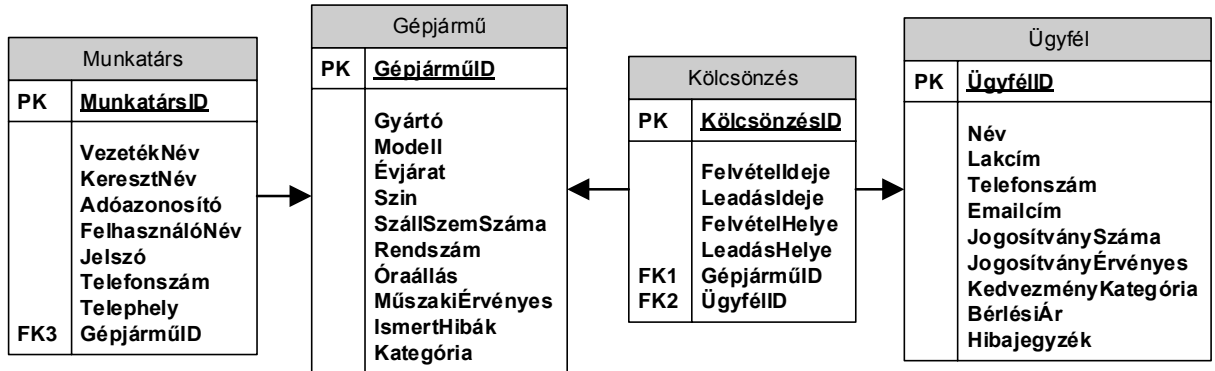 Munkatárs
PK MunkatársID
VezetékNév
KeresztNév
Adóazonosító
FelhasználóNév
Jelszó
Telefonszám
Telephely
FK3 GépjárműID
Gépjármű
PK GépjárműID
Gyártó
Modell
Évjárat
Szin
SzállSzemSzáma
Rendszám
Óraállás
MűszakiÉrvényes
IsmertHibák
Kategória
Kölcsönzés
PK KölcsönzésID
FelvételIdeje
LeadásIdeje
FelvételHelye
LeadásHelye
FK1 GépjárműID
FK2 ÜgyfélID
Ügyfél
PK ÜgyfélID
Név
Lakcím
Telefonszám
Emailcím
JogosítványSzáma
JogosítványÉrvényes
KedvezményKategória
BérlésiÁr
Hibajegyzék